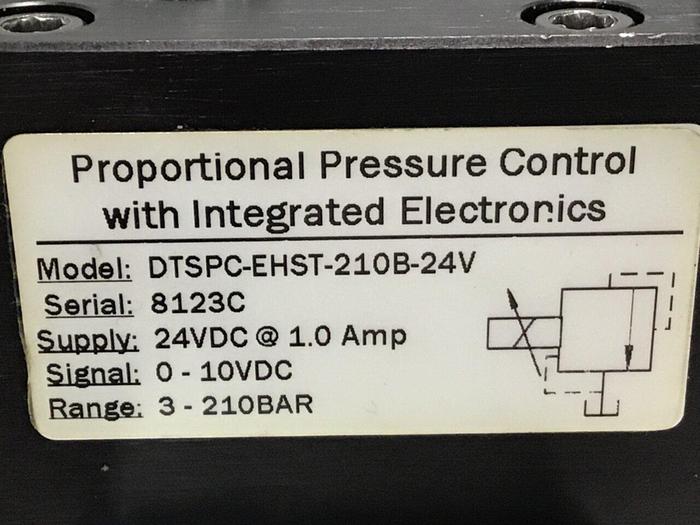 Proportional Pressure Control
with Integrated Electronics
Model: DTSPC-EHST-210B-24V
Serial: 8123C
Supply: 24VDC @ 1.0 Amp
Signal: 0 - 10VDC
Range: 3 - 210BAR